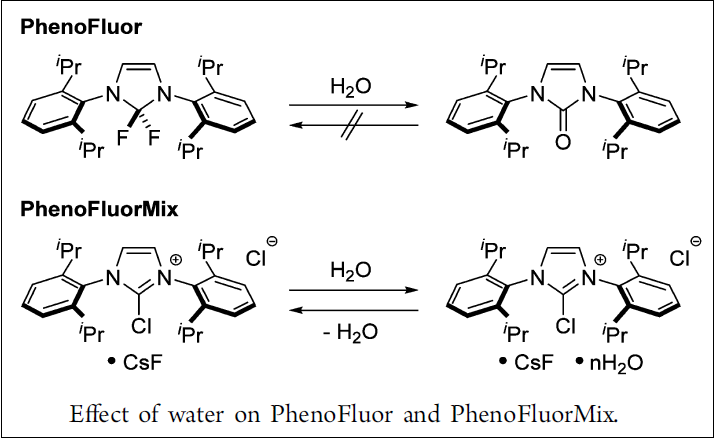 PhenoFluor
iPr iPr iPr iPr
N N N N
H2O
F F O
iPr iPr iPr iPr
PhenoFluorMix
iPr iPr Cl⊖ iPr iPr Cl⊖
N N⊕ H2O N N⊕
Cl - H2O Cl
iPr iPr iPr iPr
• CsF • CsF • nH2O
Effect of water on PhenoFluor and PhenoFluorMix.